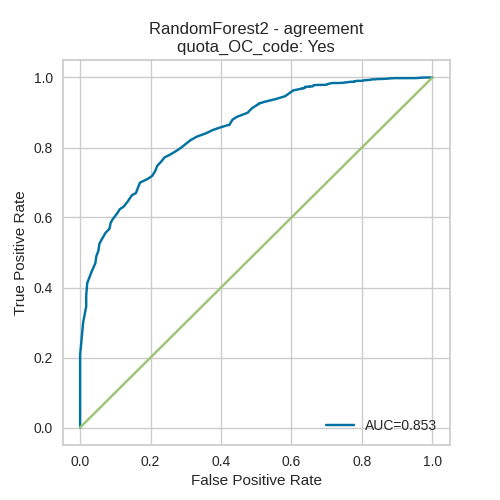 RandomForest2 - agreement
quota_OC_code: Yes
True Positive Rate
1.0
0.8
0.6
0.4
0.2
0.0
AUC=0.853
0.0 0.2 0.4 0.6 0.8 1.0
False Positive Rate